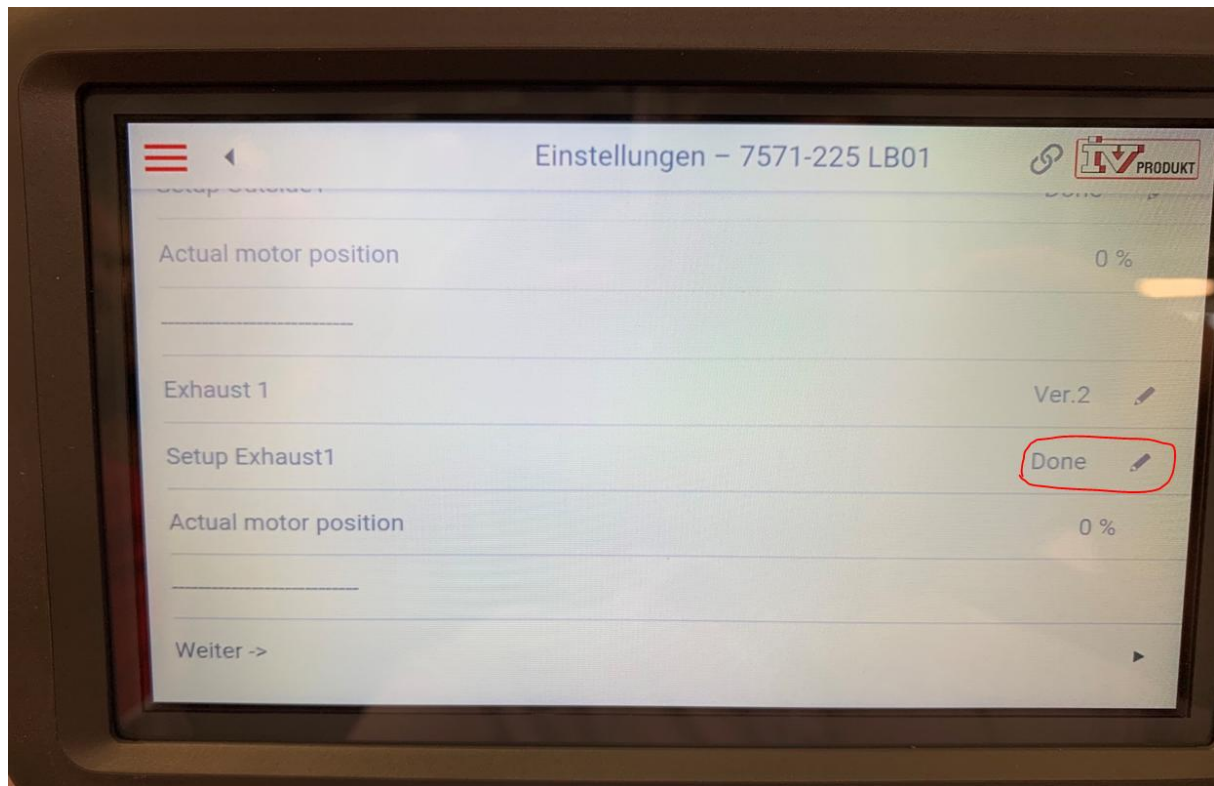 Einstellungen – 7571-225 LB01
iv PRODUKT
Actual motor position 0 %
Exhaust 1 Ver.2
Setup Exhaust1 Done
Actual motor position 0 %
Weiter ->